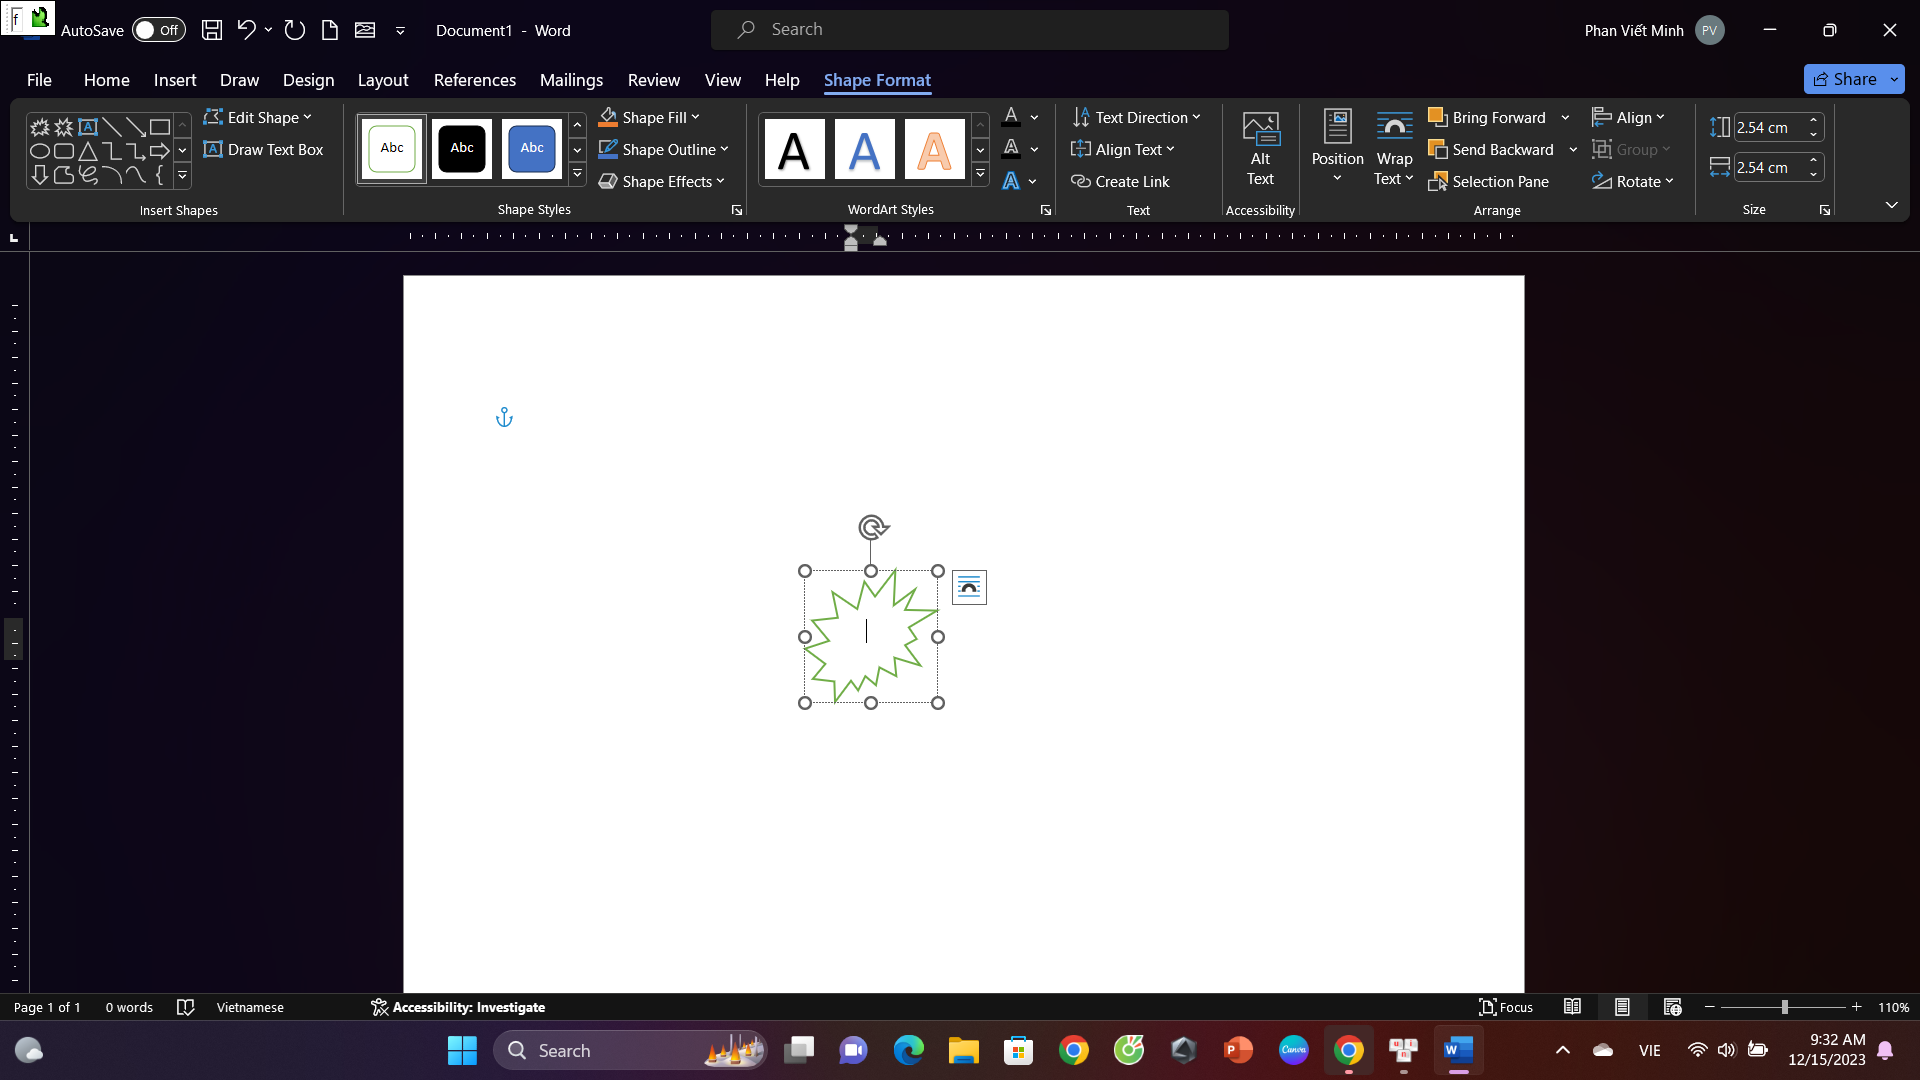 f
AutoSave Off Document1 - Word Search Phan Viết Minh PV
File Home Insert Draw Design Layout References Mailings Review View Help Shape Format Share
Edit Shape
Draw Text Box
Insert Shapes
Abc Abc Abc
Shape Fill
Shape Outline
Shape Effects
Shape Styles
A A A
WordArt Styles
Text Direction
Align Text
Create Link
Text
Alt
Text
Accessibility
Position
Wrap
Text
Bring Forward
Send Backward
Selection Pane
Align
Group
Rotate
Arrange
2.54 cm
2.54 cm
Size
Page 1 of 1 0 words Vietnamese Accessibility: Investigate Focus 110%
Search Canva VIE 9:32 AM
12/15/2023